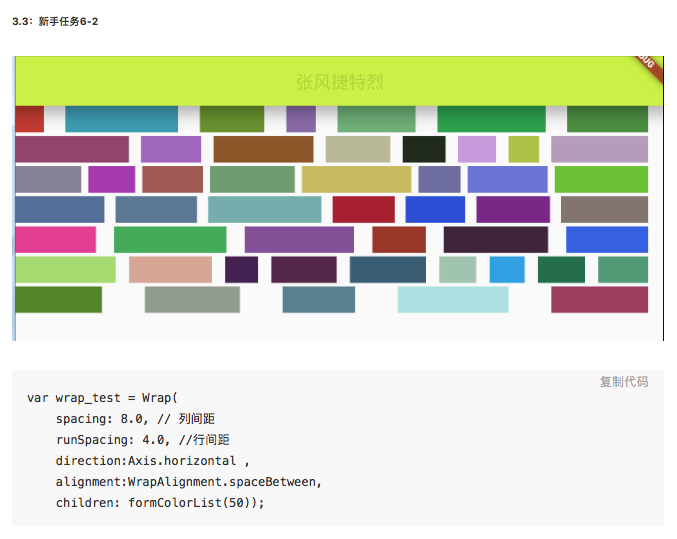 3.3：新手任务6-2
张风捷特烈
BUG
复制代码
var wrap_test = Wrap(
    spacing: 8.0, // 列间距
    runSpacing: 4.0, //行间距
    direction:Axis.horizontal ,
    alignment:WrapAlignment.spaceBetween,
    children: formColorList(50));